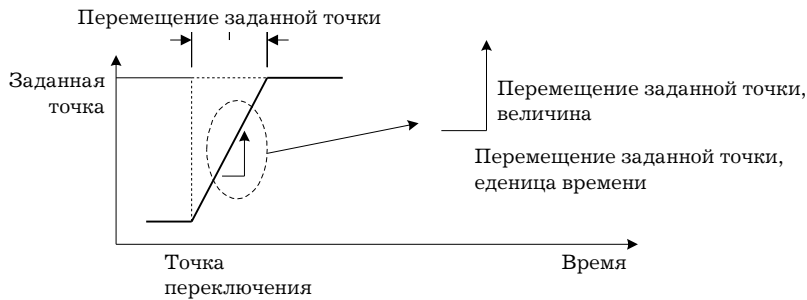 Перемещение заданной точки
Заданная
точка
Перемещение заданной точки,
величина
Перемещение заданной точки,
еденица времени
Точка
переключения
Время